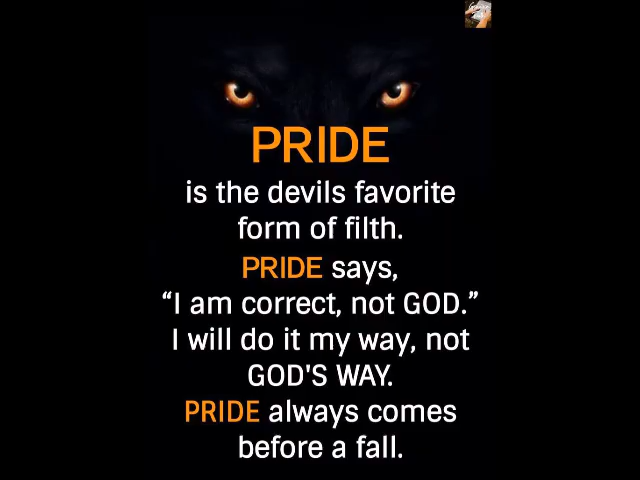 PRIDE
is the devils favorite
form of filth.
PRIDE says,
“I am correct, not GOD.”
I will do it my way, not
GOD'S WAY.
PRIDE always comes
before a fall.